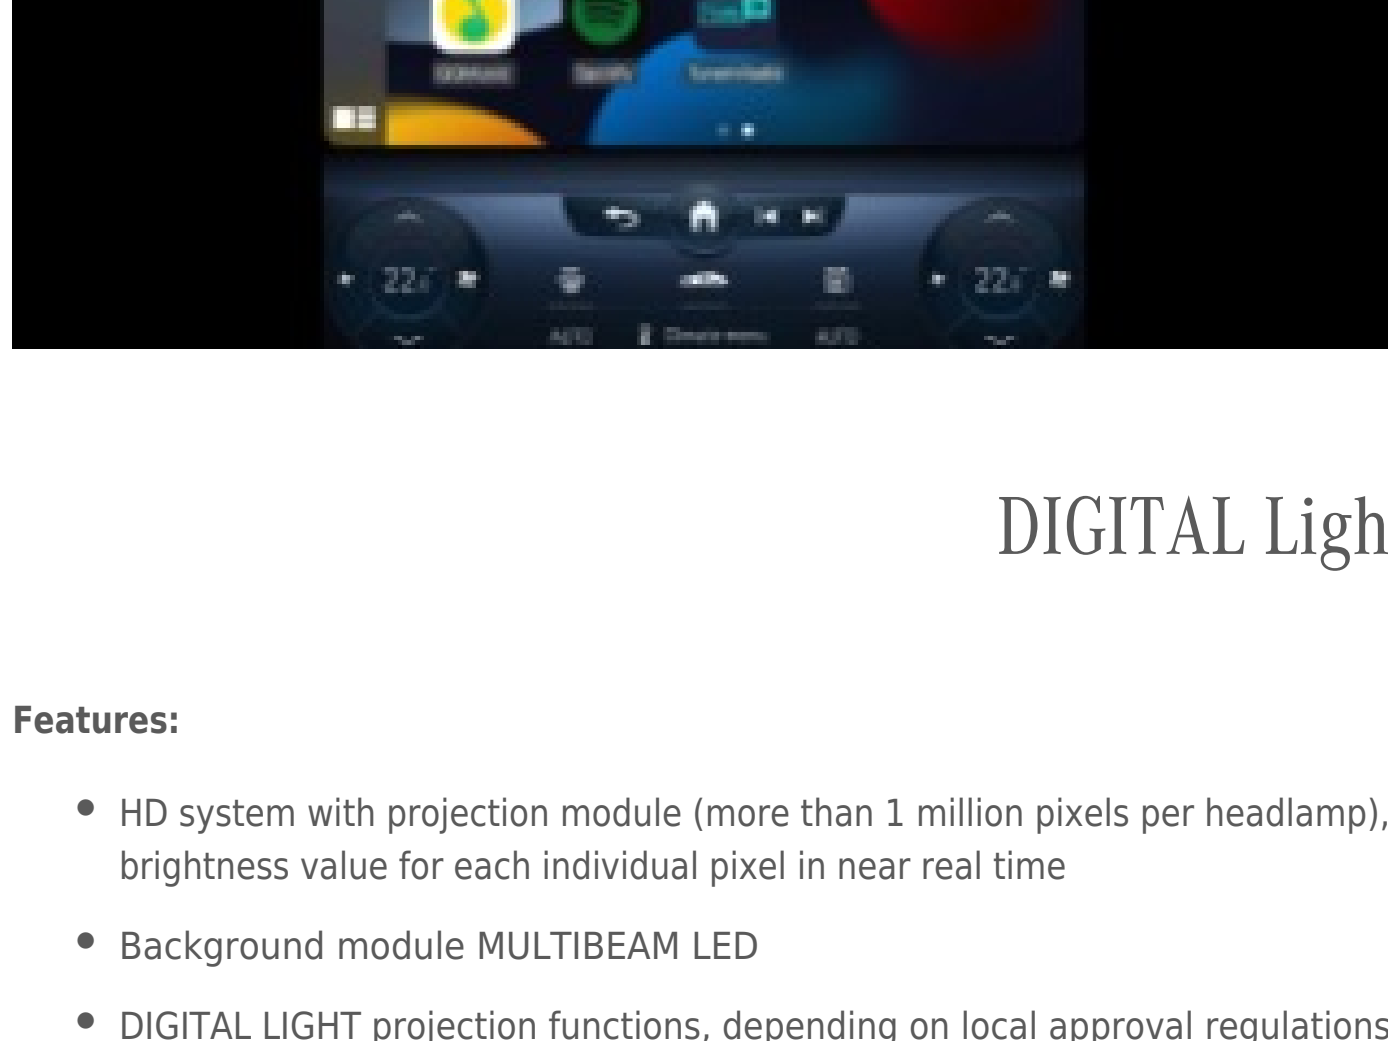 22
22
AUTO
Climate menu
AUTO
DIGITAL Ligh
Features:
HD system with projection module (more than 1 million pixels per headlamp),
brightness value for each individual pixel in near real time
Background module MULTIBEAM LED
DIGITAL LIGHT projection functions, depending on local approval regulations